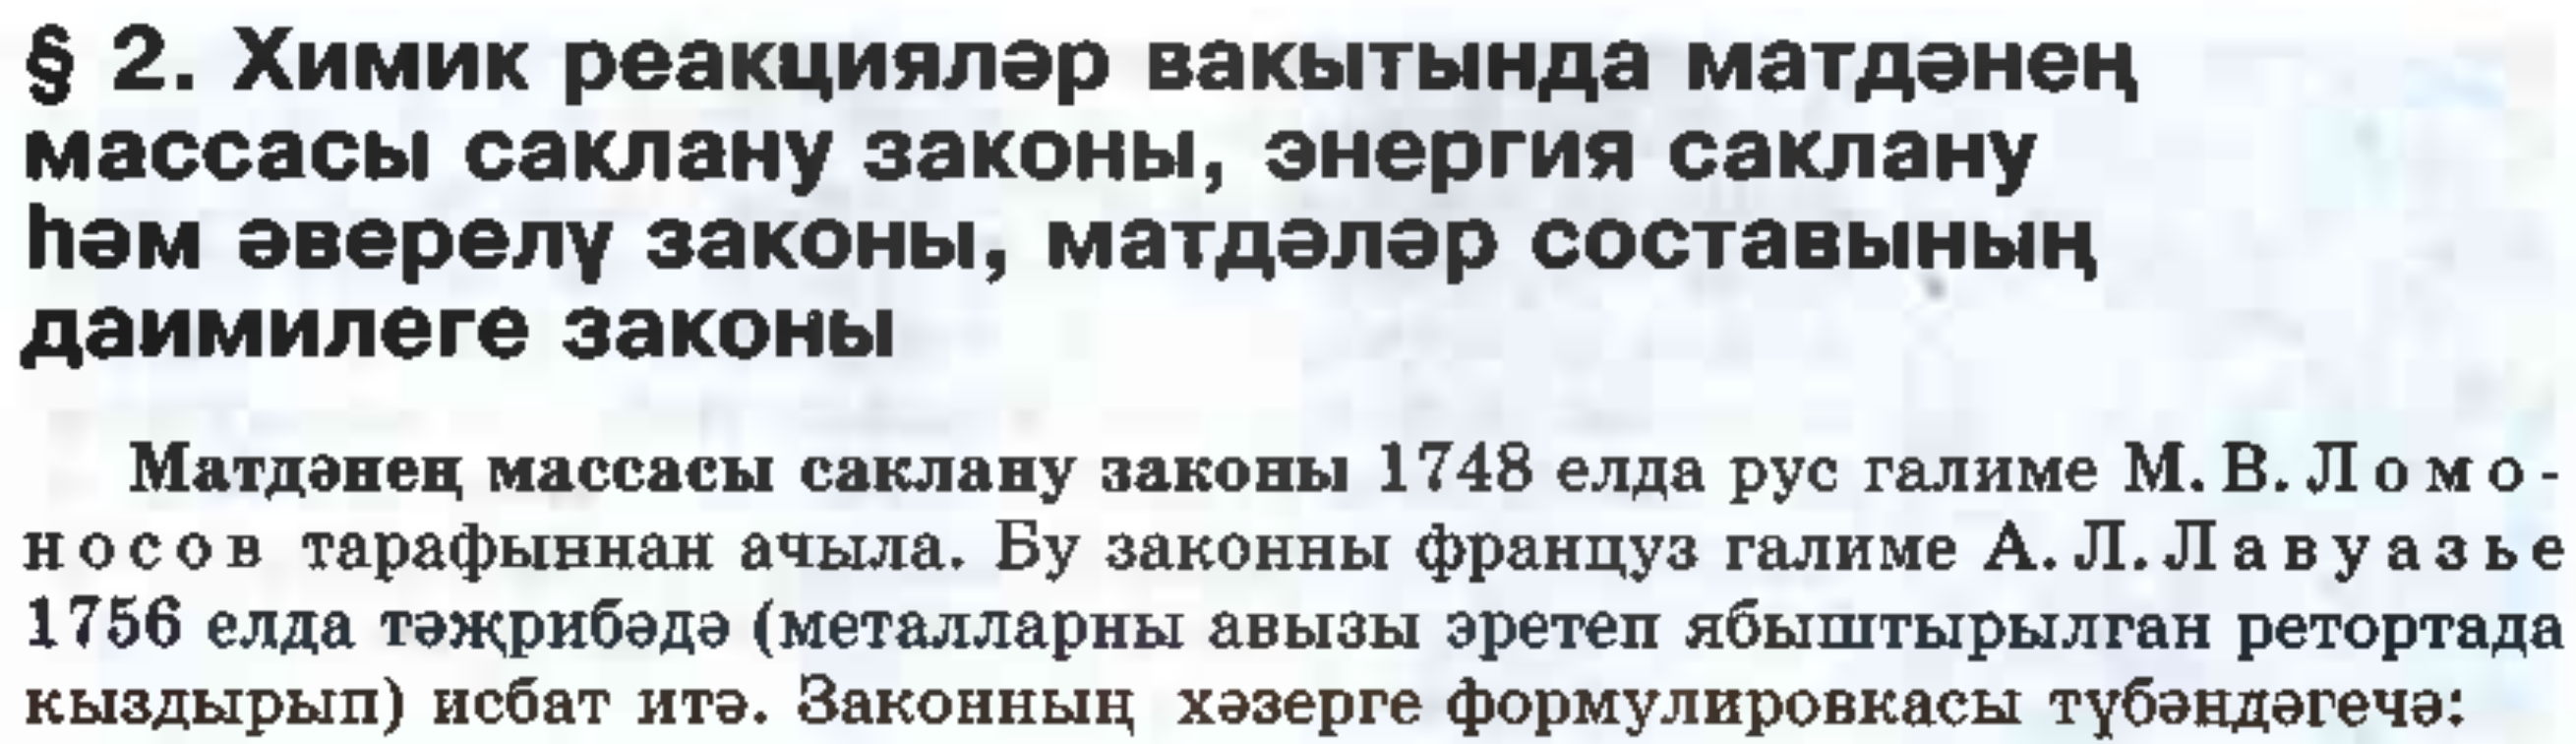 § 2. Химик реакцияләр вакытында матдәнең
массасы саклану законы, энергия саклану
һәм әверелү законы, матдәләр составының
даимилеге законы
Матдәнең массасы саклану законы 1748 елда рус галиме М. В. Ломо-
носов тарафыннан ачыла. Бу законны француз галиме А. Л. Лавуазье
1756 елда тәҗрибәдә (металларны авызы эретеп ябыштырылган ретортада
кыздырып) исбат итә. Законның хәзерге формулировкасы түбәндәгечә: